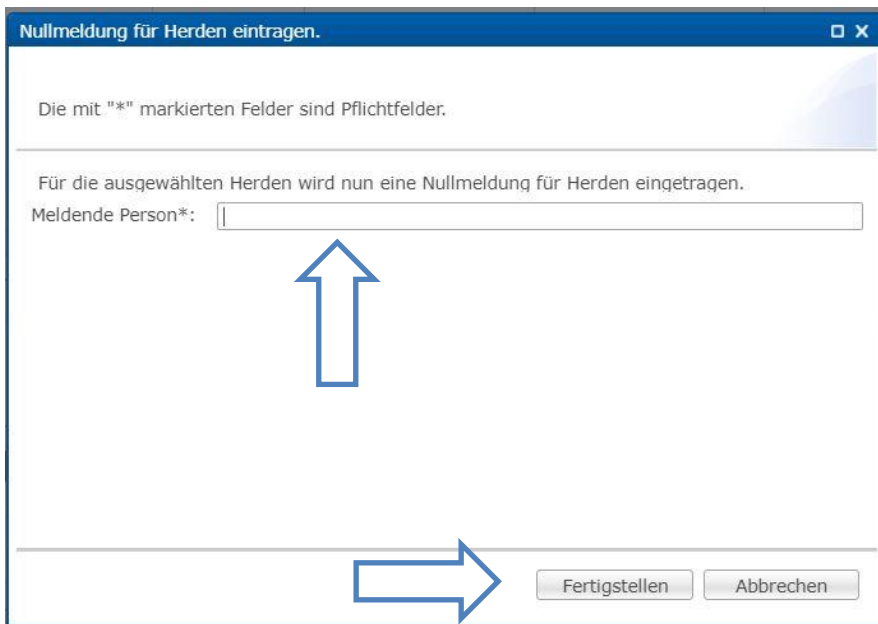 Nullmeldung für Herden eintragen.
Die mit "*" markierten Felder sind Pflichtfelder.
Für die ausgewählten Herden wird nun eine Nullmeldung für Herden eingetragen.
Meldende Person*:
Fertigstellen Abbrechen